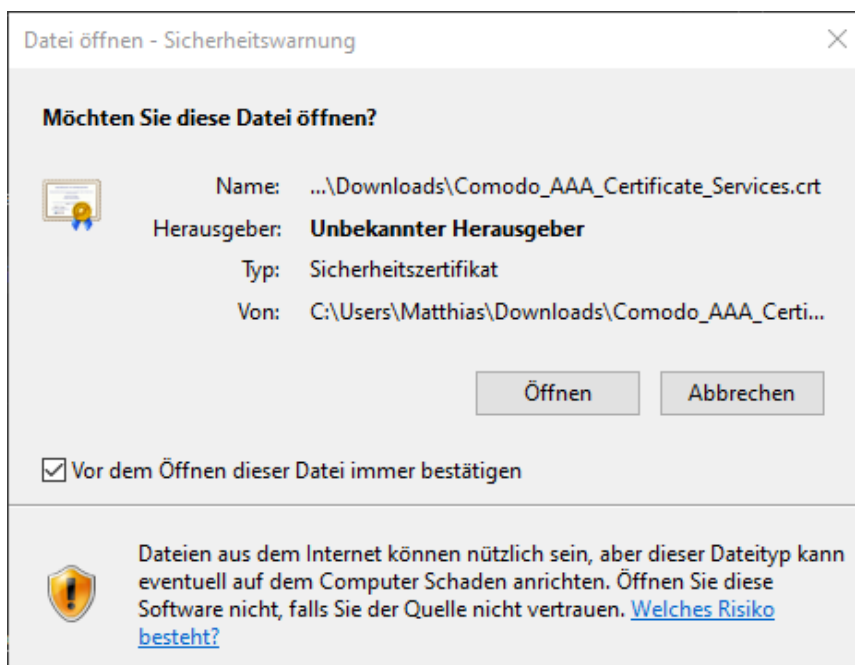 Datei öffnen - Sicherheitswarnung
Möchten Sie diese Datei öffnen?
Name: ...\Downloads\Comodo_AAA_Certificate_Services.crt
Herausgeber: Unbekannter Herausgeber
Typ: Sicherheitszertifikat
Von: C:\Users\Matthias\Downloads\Comodo_AAA_Certi...
Öffnen Abbrechen
Vor dem Öffnen dieser Datei immer bestätigen
Dateien aus dem Internet können nützlich sein, aber dieser Dateityp kann
eventuell auf dem Computer Schaden anrichten. Öffnen Sie diese
Software nicht, falls Sie der Quelle nicht vertrauen. Welches Risiko
besteht?